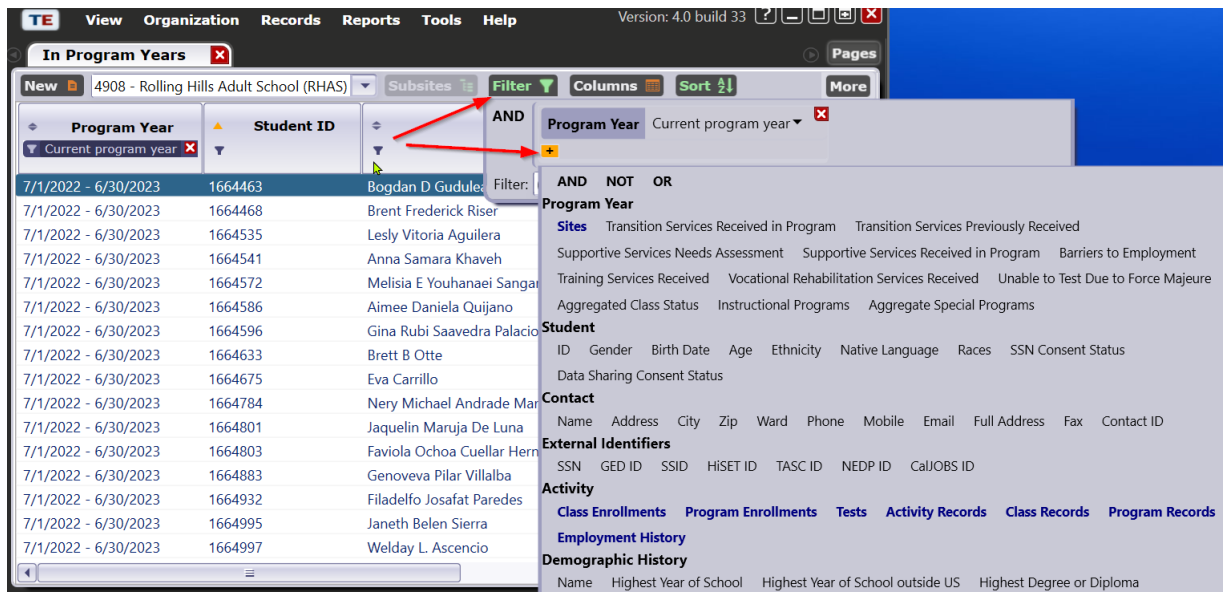 TE View Organization Records Reports Tools Help Version: 4.0 build 33 ?
In Program Years Pages
New 4908 - Rolling Hills Adult School (RHAS) Subsites Filter Columns Sort More
Program Year Student ID AND Program Year Current program year
Current program year
+
7/1/2022 - 6/30/2023 1664463 Bogdan D Filter: AND NOT OR
Program Year
7/1/2022 - 6/30/2023 1664468 Brent Frederick Riser
Sites Transition Services Received in Program Transition Services Previously Received
7/1/2022 - 6/30/2023 1664535 Lesly Vitoria Aguilera
7/1/2022 - 6/30/2023 1664541 Anna Samara Khaveh
Supportive Services Needs Assessment Supportive Services Received in Program Barriers to Employment
7/1/2022 - 6/30/2023 1664572 Melisia E Youhanaei
Training Services Received Vocational Rehabilitation Services Received Unable to Test Due to Force Majeure
7/1/2022 - 6/30/2023 1664586 Aimee Daniela Quijano
Aggregated Class Status Instructional Programs Aggregate Special Programs
7/1/2022 - 6/30/2023 1664596 Gina Rubi Saavedra Palacio
Student
7/1/2022 - 6/30/2023 1664633 Brett B Otte
ID Gender Birth Date Age Ethnicity Native Language Races SSN Consent Status
7/1/2022 - 6/30/2023 1664675 Eva Carrillo
Data Sharing Consent Status
7/1/2022 - 6/30/2023 1664784 Nery Michael Andrade Mar
Contact
7/1/2022 - 6/30/2023 1664801 Jaquelin Maruja De Luna
Name Address City Zip Ward Phone Mobile Email Full Address Fax Contact ID
7/1/2022 - 6/30/2023 1664803 Faviola Ochoa Cuellar Hern
External Identifiers
7/1/2022 - 6/30/2023 1664883 Genoveva Pilar Villalba
SSN GED ID SSID HiSET ID TASC ID NEDP ID CalJOBS ID
7/1/2022 - 6/30/2023 1664932 Filadelfo Josafat Paredes
Activity
7/1/2022 - 6/30/2023 1664995 Janeth Belen Sierra
Class Enrollments Program Enrollments Tests Activity Records Class Records Program Records
7/1/2022 - 6/30/2023 1664997 Welday L. Ascencio
Employment History
Demographic History
Name Highest Year of School Highest Year of School outside US Highest Degree or Diploma